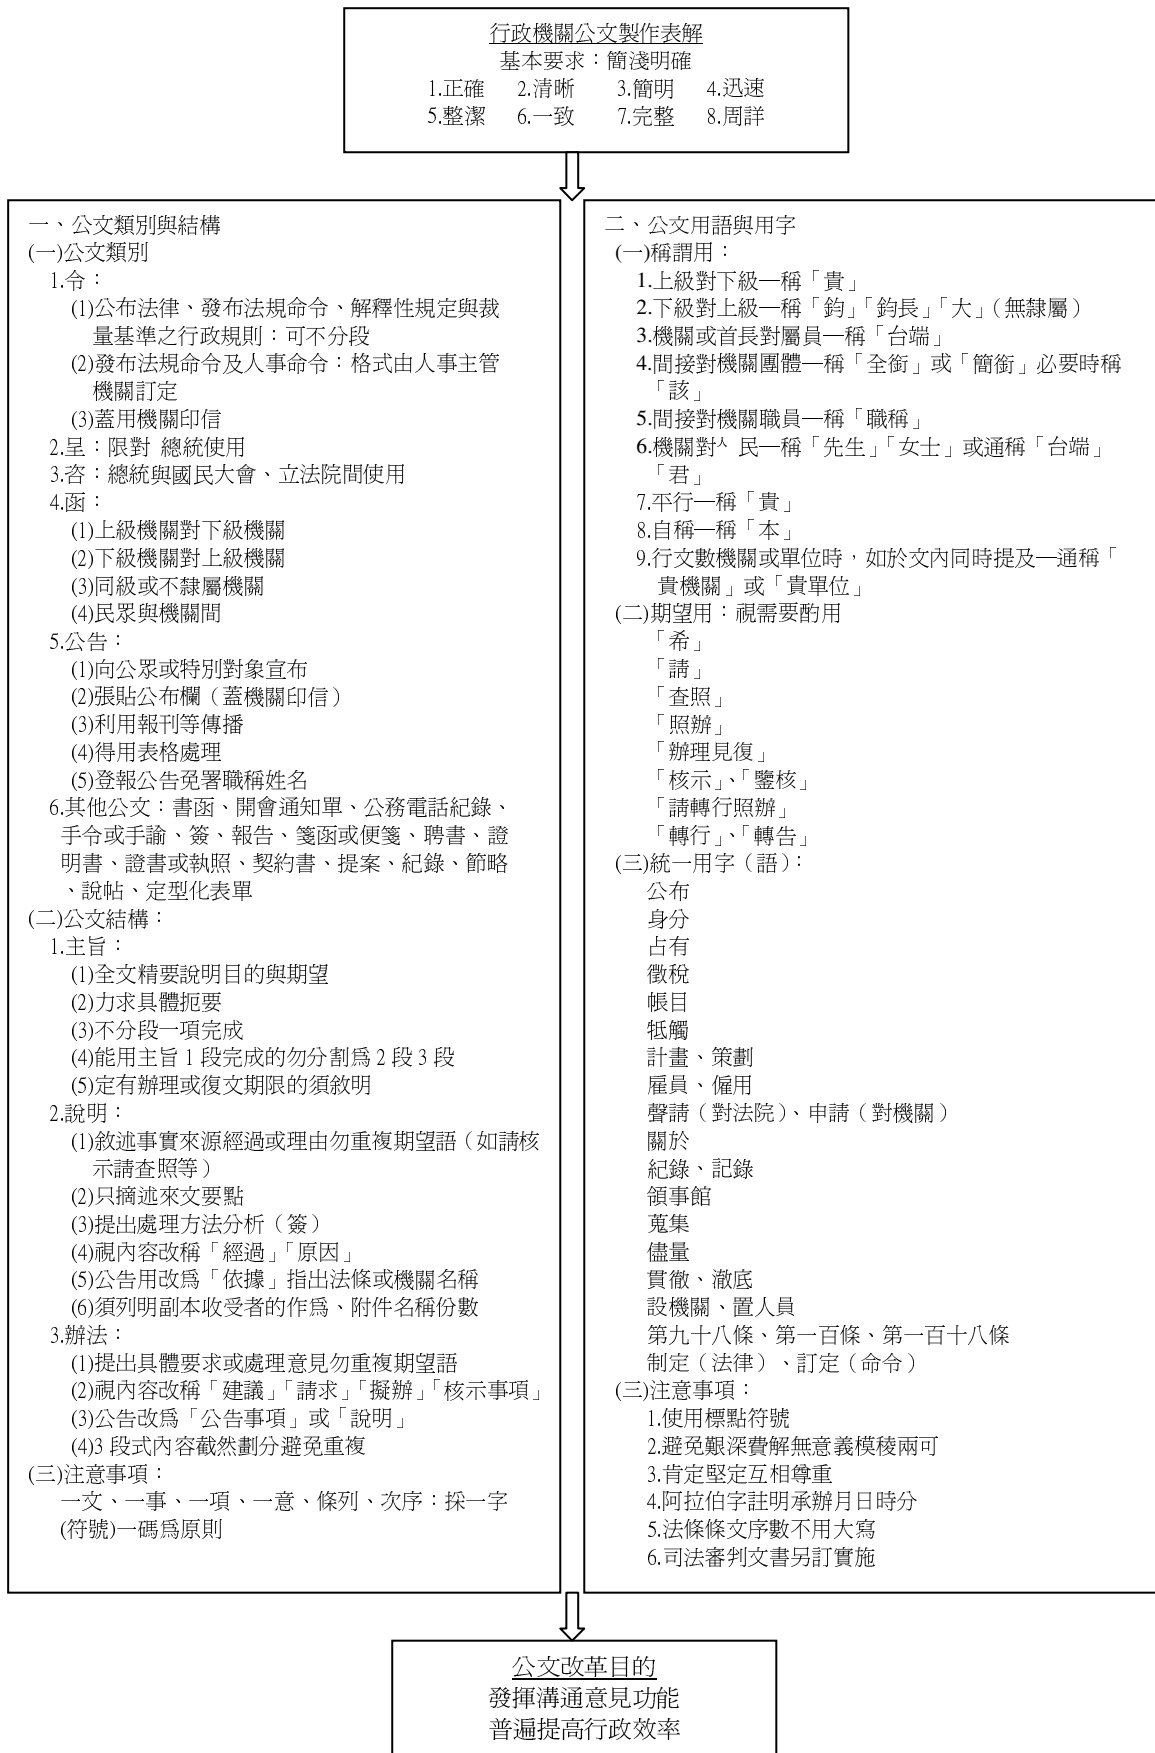 行政機關公文製作表解
基本要求：簡淺明確
1.正確 2.清晰 3.簡明 4.迅速
5.整潔 6.一致 7.完整 8.周詳
一、公文類別與結構
(一)公文類別
1.令：
(1)公布法律、發布法規命令、解釋性規定與裁
量基準之行政規則：可不分段
(2)發布法規命令及人事命令：格式由人事主管
機關訂定
(3)蓋用機關印信
2.呈：限對 總統使用
3.咨：總統與國民大會、立法院間使用
4.函：
(1)上級機關對下級機關
(2)下級機關對上級機關
(3)同級或不隸屬機關
(4)民眾與機關間
5.公告：
(1)向公眾或特別對象宣布
(2)張貼公布欄（蓋機關印信）
(3)利用報刊等傳播
(4)得用表格處理
(5)登報公告免署職稱姓名
6.其他公文：書函、開會通知單、公務電話紀錄、
手令或手諭、簽、報告、箋函或便箋、聘書、證
明書、證書或執照、契約書、提案、紀錄、節略
、說帖、定型化表單
(二)公文結構：
1.主旨：
(1)全文精要說明目的與期望
(2)力求具體扼要
(3)不分段一項完成
(4)能用主旨 1 段完成的勿分割為 2 段 3 段
(5)定有辦理或復文期限的須敘明
2.說明：
(1)敘述事實來源經過或理由勿重複期望語（如請核
示請查照等）
(2)只摘述來文要點
(3)提出處理方法分析（簽）
(4)視內容改稱「經過」「原因」
(5)公告用改為「依據」指出法條或機關名稱
(6)須列明副本收受者的作為、附件名稱份數
3.辦法：
(1)提出具體要求或處理意見勿重複期望語
(2)視內容改稱「建議」「請求」「擬辦」「核示事項」
(3)公告改為「公告事項」或「說明」
(4)3 段式內容截然劃分避免重複
(三)注意事項：
一文、一事、一項、一意、條列、次序：採一字
(符號)一碼為原則
二、公文用語與用字
(一)稱謂用：
1.上級對下級—稱「貴」
2.下級對上級—稱「鈞」「鈞長」「大」（無隸屬）
3.機關或首長對屬員—稱「台端」
4.間接對機關團體—稱「全銜」或「簡銜」必要時稱
「該」
5.間接對機關職員—稱「職稱」
6.機關對人 民—稱「先生」「女士」或通稱「台端」
「君」
7.平行—稱「貴」
8.自稱—稱「本」
9.行文數機關或單位時，如於文內同時提及—通稱「
貴機關」或「貴單位」
(二)期望用：視需要酌用
「希」
「請」
「查照」
「照辦」
「辦理見復」
「核示」、「鑒核」
「請轉行照辦」
「轉行」、「轉告」
(三)統一用字（語）：
公布
身分
占有
徵稅
帳目
牴觸
計畫、策劃
雇員、僱用
聲請（對法院）、申請（對機關）
關於
紀錄、記錄
領事館
蒐集
儘量
貫徹、澈底
設機關、置人員
第九十八條、第一百條、第一百十八條
制定（法律）、訂定（命令）
(三)注意事項：
1.使用標點符號
2.避免艱深費解無意義模稜兩可
3.肯定堅定互相尊重
4.阿拉伯字註明承辦月日時分
5.法條條文序數不用大寫
6.司法審判文書另訂實施
公文改革目的
發揮溝通意見功能
普遍提高行政效率